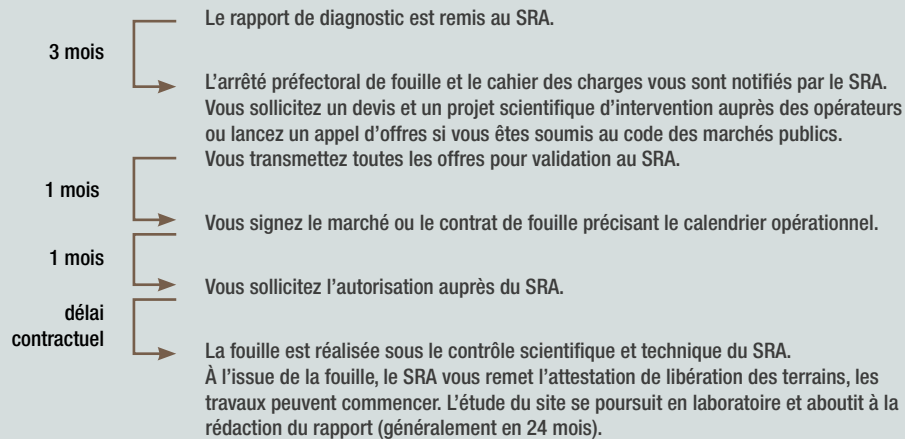 Le rapport de diagnostic est remis au SRA.
3 mois
L’arrêté préfectoral de fouille et le cahier des charges vous sont notifiés par le SRA.
Vous sollicitez un devis et un projet scientifique d’intervention auprès des opérateurs
ou lancez un appel d’offres si vous êtes soumis au code des marchés publics.
Vous transmettez toutes les offres pour validation au SRA.
1 mois
Vous signez le marché ou le contrat de fouille précisant le calendrier opérationnel.
1 mois
Vous sollicitez l’autorisation auprès du SRA.
délai
contractuel
La fouille est réalisée sous le contrôle scientifique et technique du SRA.
À l’issue de la fouille, le SRA vous remet l’attestation de libération des terrains, les
travaux peuvent commencer. L’étude du site se poursuit en laboratoire et aboutit à la
rédaction du rapport (généralement en 24 mois).